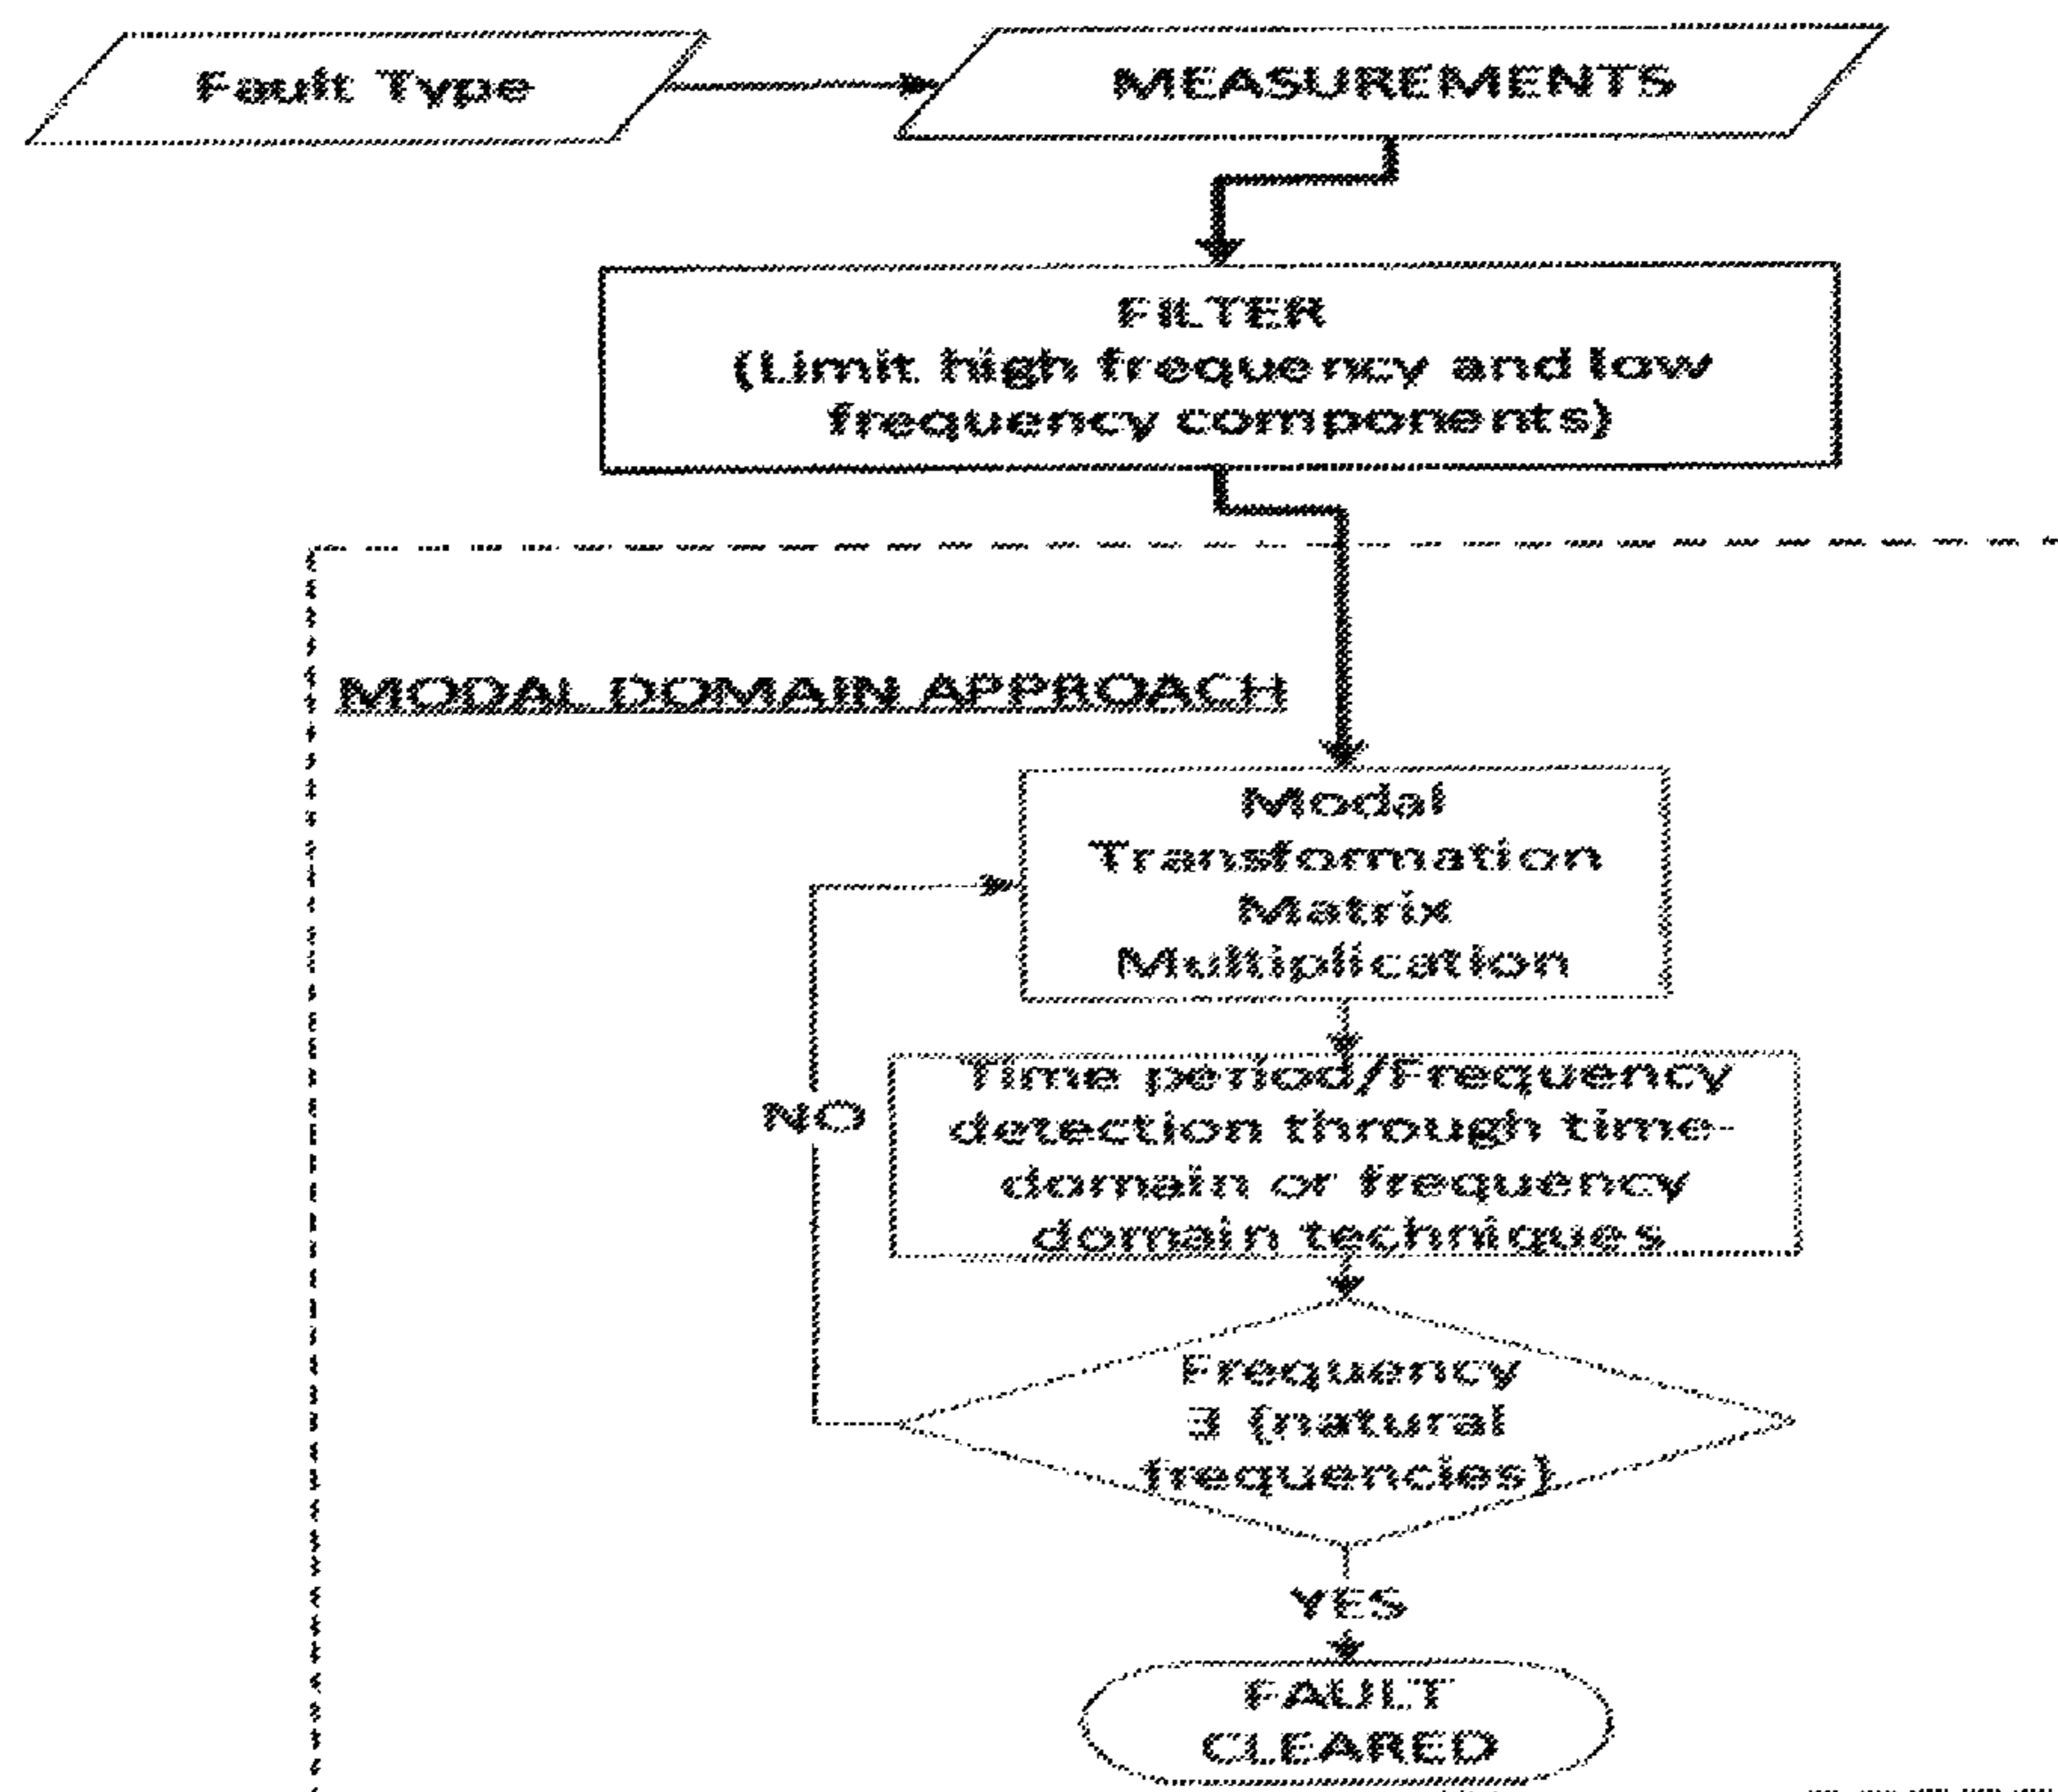 Fault Type
MEASUREMENTS
FILTER
(Limit high frequency and low
frequency components)
MODAL DOMAIN APPROACH
Modal
Transformation
Matrix
Multiplication
NO
Time period/Frequency
detection through time-
domain or frequency
domain techniques
Frequency
∃ (natural
frequencies)
YES
FAULT
CLEARED